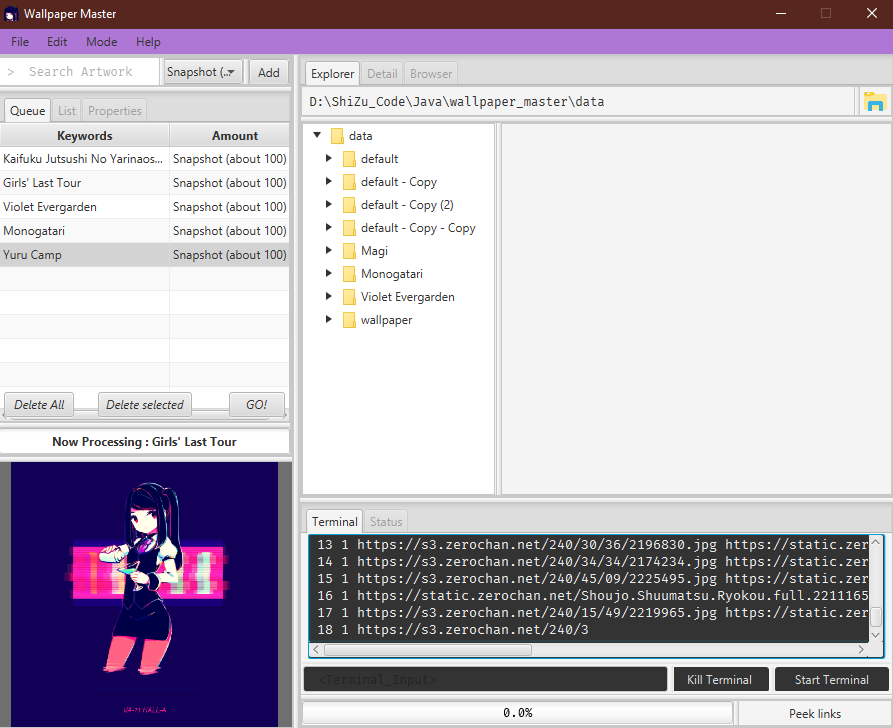 Wallpaper Master
File Edit Mode Help
> Search Artwork Snapshot (.. Add
Queue List Properties
Keywords Amount
Kaifuku Jutsushi No Yarinaos... Snapshot (about 100)
Girls' Last Tour Snapshot (about 100)
Violet Evergarden Snapshot (about 100)
Monogatari Snapshot (about 100)
Yuru Camp Snapshot (about 100)
Delete All Delete selected GO!
Now Processing : Girls' Last Tour
VA-11 HALL-A
Explorer Detail Browser
D:\ShiZu_Code\Java\wallpaper_master\data
data
default
default - Copy
default - Copy (2)
default - Copy - Copy
Magi
Monogatari
Violet Evergarden
wallpaper
Terminal Status
13 1 https://s3.zerochan.net/240/30/36/2196830.jpg https://static.zer
14 1 https://s3.zerochan.net/240/34/34/2174234.jpg https://static.zer
15 1 https://s3.zerochan.net/240/45/09/2225495.jpg https://static.zer
16 1 https://static.zerochan.net/Shoujo.Shuumatsu.Ryokou.full.2211165
17 1 https://s3.zerochan.net/240/15/49/2219965.jpg https://static.zer
18 1 https://s3.zerochan.net/240/3
<Terminal_Input> Kill Terminal Start Terminal
0.0% Peek links